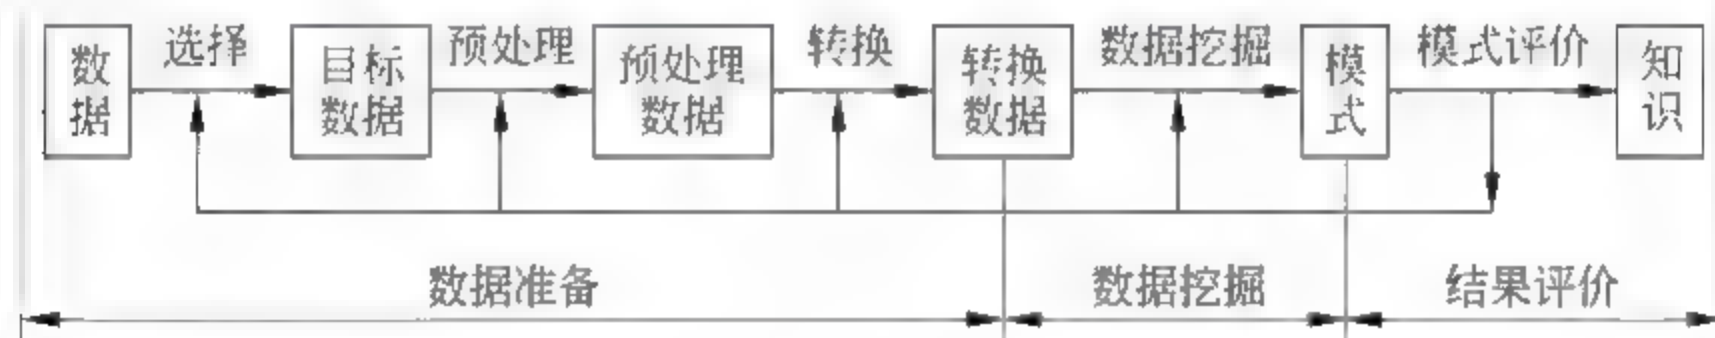 数据
选择
目标数据
预处理
预处理数据
转换
转换数据
数据挖掘
模式
模式评价
知识
数据准备
数据挖掘
结果评价